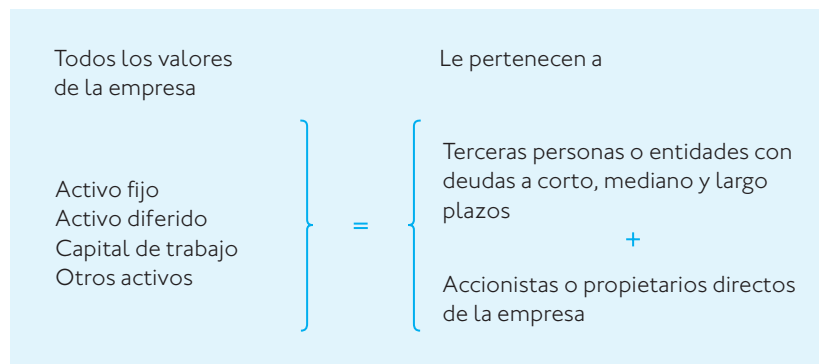 Todos los valores
de la empresa
Le pertenecen a
Activo fijo
Activo diferido
Capital de trabajo
Otros activos
=
Terceras personas o entidades con
deudas a corto, mediano y largo
plazos
+
Accionistas o propietarios directos
de la empresa